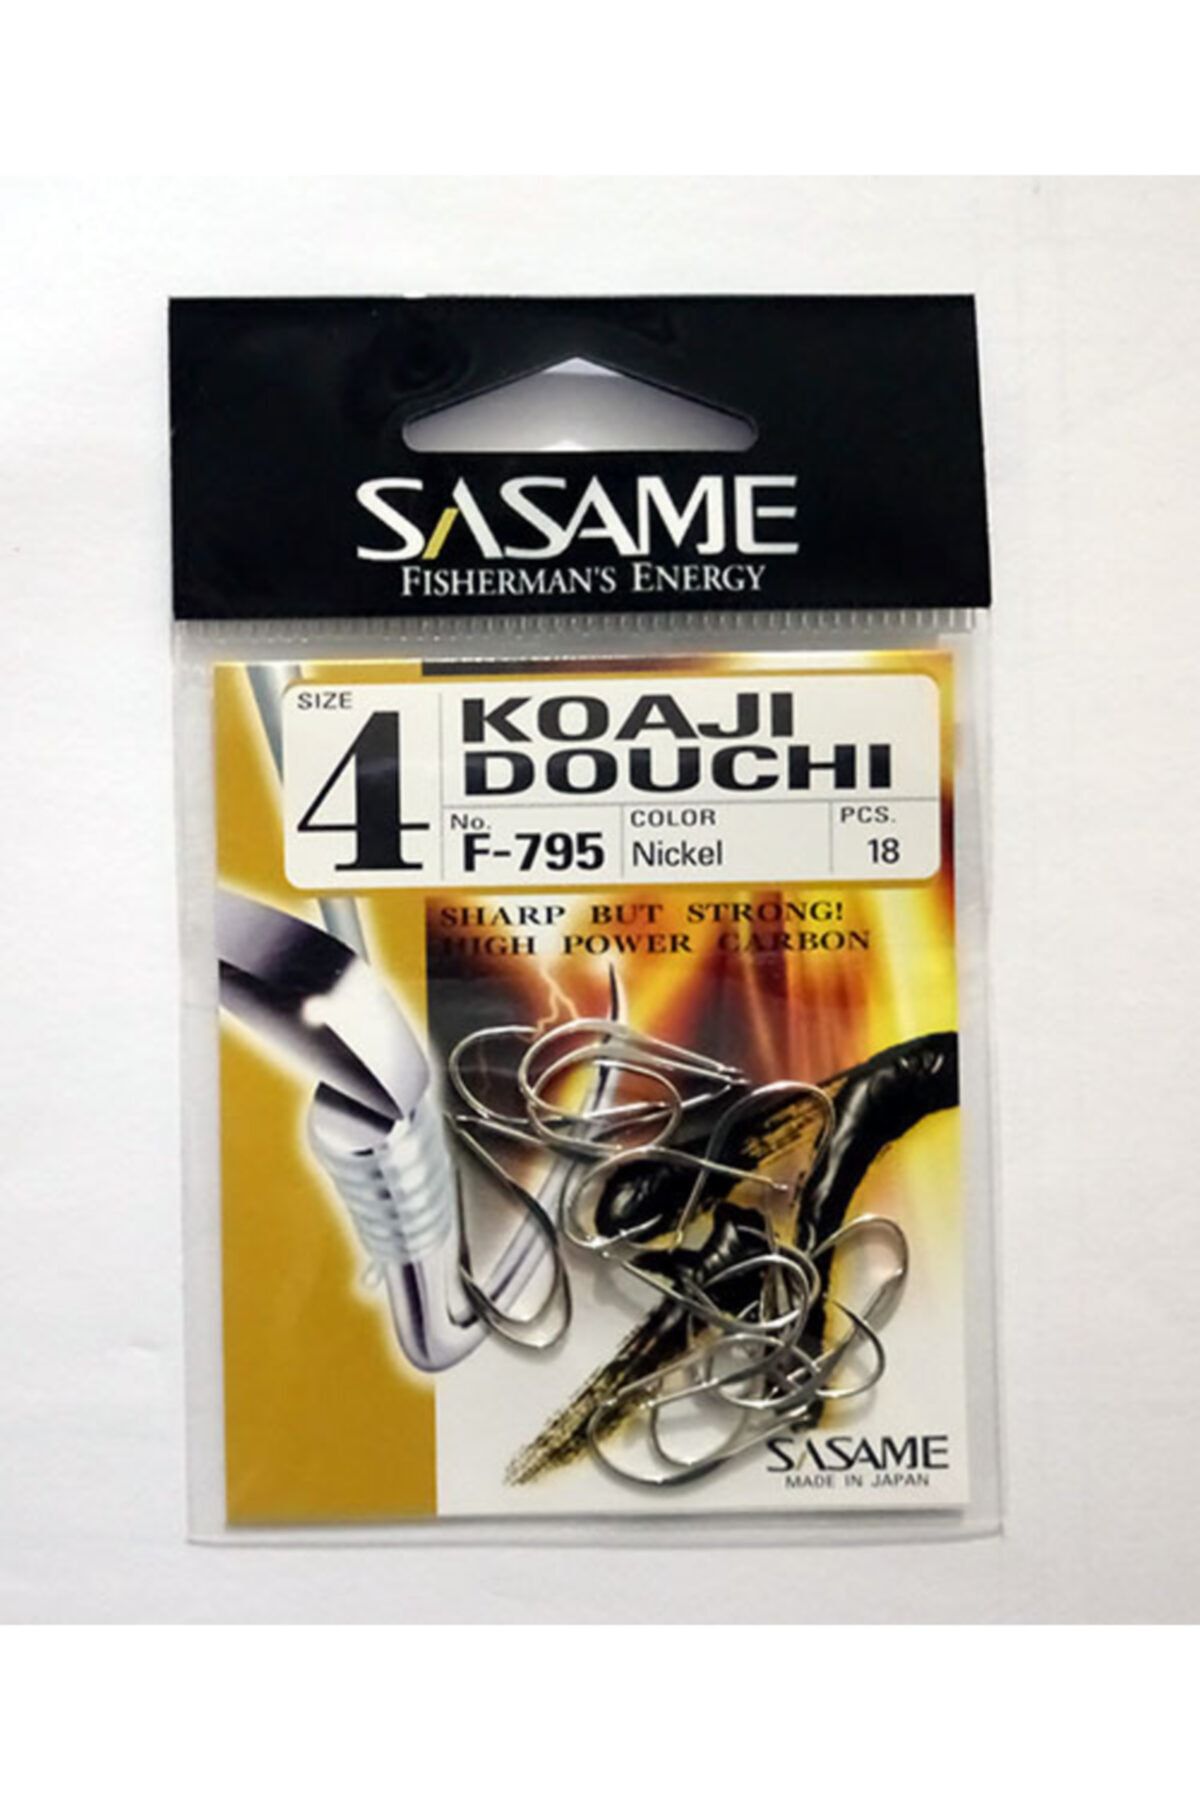 SASAME
FISHERMAN'S ENERGY
SIZE
4
KOAJI
DOUCHI
No.
F-795
COLOR
Nickel
PCS.
18
SHARP BUT STRONG!
HIGH POWER CARBON
SASAME
MADE IN JAPAN